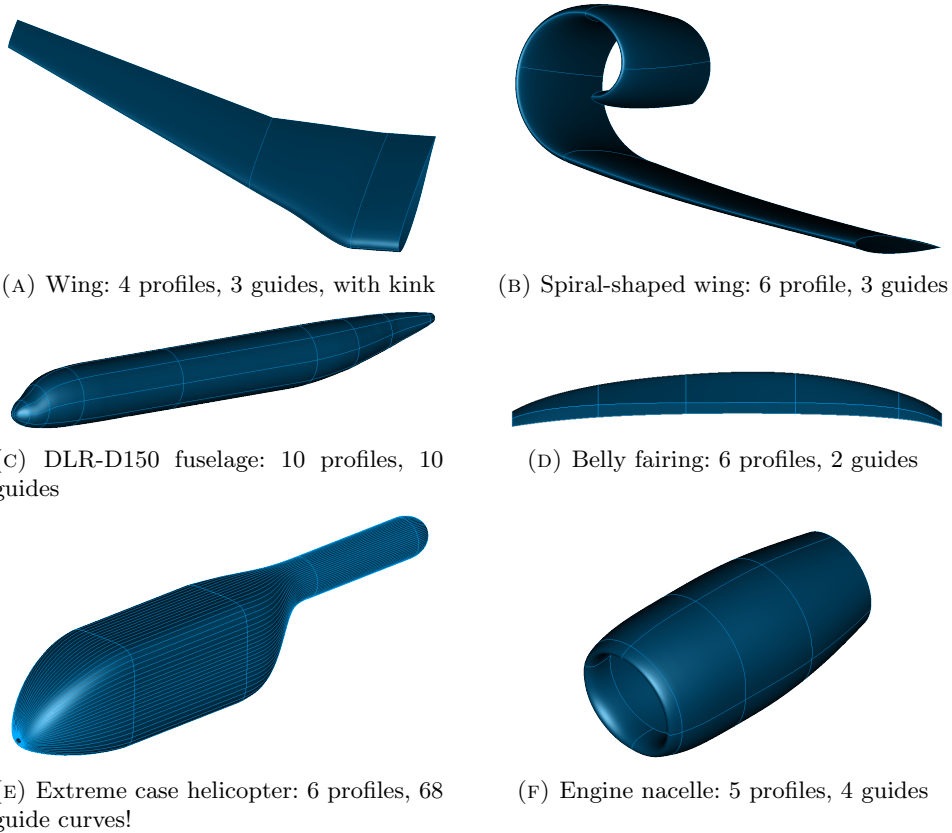 (A) Wing: 4 profiles, 3 guides, with kink
(B) Spiral-shaped wing: 6 profile, 3 guides
(C) DLR-D150 fuselage: 10 profiles, 10
guides
(D) Belly fairing: 6 profiles, 2 guides
(E) Extreme case helicopter: 6 profiles, 68
guide curves!
(F) Engine nacelle: 5 profiles, 4 guides